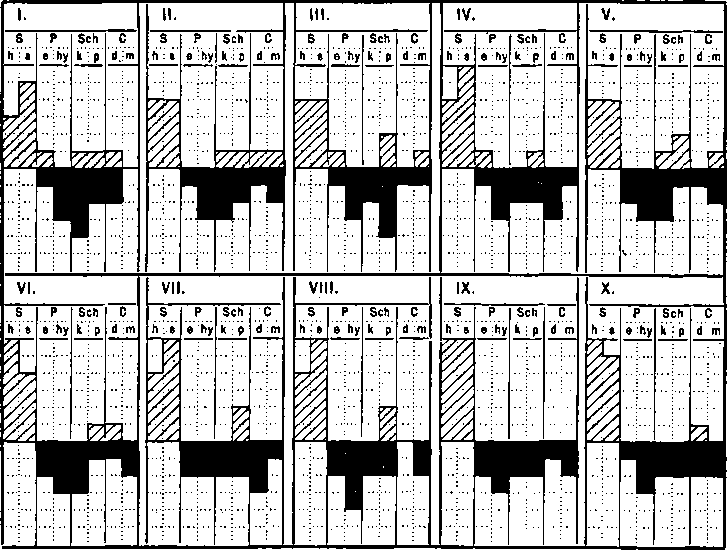 I. II. III. IV. V.
S P Sch C S P Sch C S P Sch C S P Sch C S P Sch C
h s e hy k p d m h s e hy k p d m h s e hy k p d m h s e hy k p d m h s e hy k p d m
VI. VII. VIII. IX. X.
S P Sch C S P Sch C S P Sch C S P Sch C S P Sch C
h s e hy k p d m h s e hy k p d m h s e hy k p d m h s e hy k p d m h s e hy k p d m